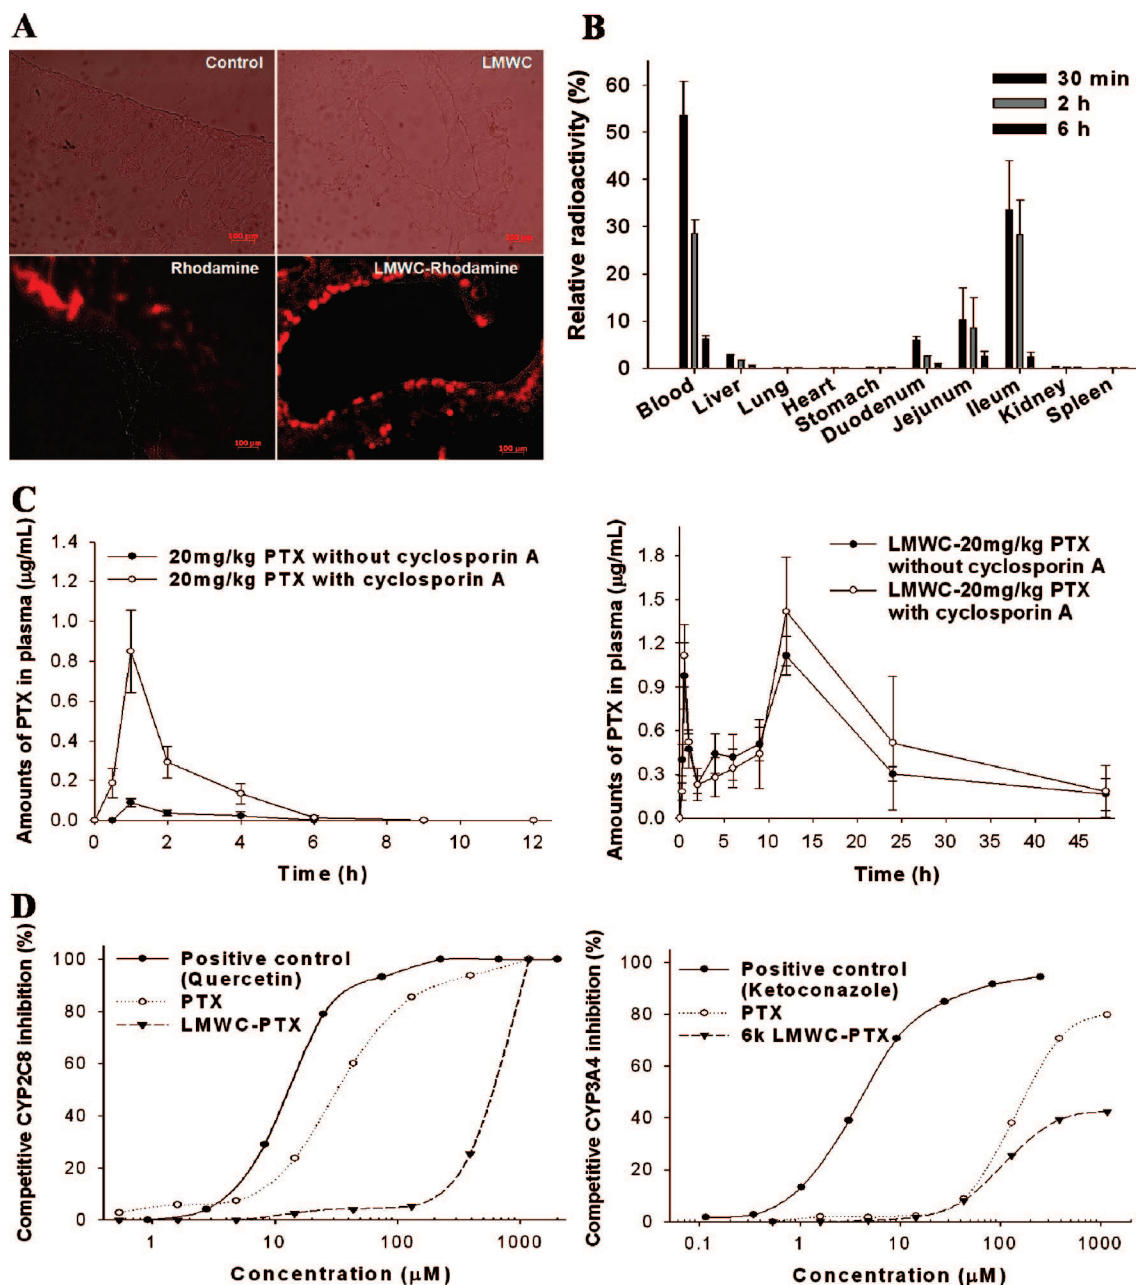 A
Control
LMWC
100 µm
100 µm
Rhodamine
LMWC-Rhodamine
100 µm
100 µm
B
Relative radioactivity (%)
60
50
40
30
20
10
0
30 min
2 h
6 h
Blood
Liver
Lung
Heart
Stomach
Duodenum
Jejunum
Ileum
Kidney
Spleen
C
Amounts of PTX in plasma (µg/mL)
1.4
1.2
1.0
0.8
0.6
0.4
0.2
0.0
20mg/kg PTX without cyclosporin A
20mg/kg PTX with cyclosporin A
0 2 4 6 8 10 12
Time (h)
Amounts of PTX in plasma (µg/mL)
1.8
1.5
1.2
0.9
0.6
0.3
0.0
LMWC-20mg/kg PTX
without cyclosporin A
LMWC-20mg/kg PTX
with cyclosporin A
0 5 10 15 20 25 30 35 40 45
Time (h)
D
Competitive CYP2C8 inhibition (%)
100
80
60
40
20
0
Positive control
(Quercetin)
PTX
LMWC-PTX
1 10 100 1000
Concentration (µM)
Competitive CYP3A4 inhibition (%)
100
80
60
40
20
0
Positive control
(Ketoconazole)
PTX
6k LMWC-PTX
0.1 1 10 100 1000
Concentration (µM)